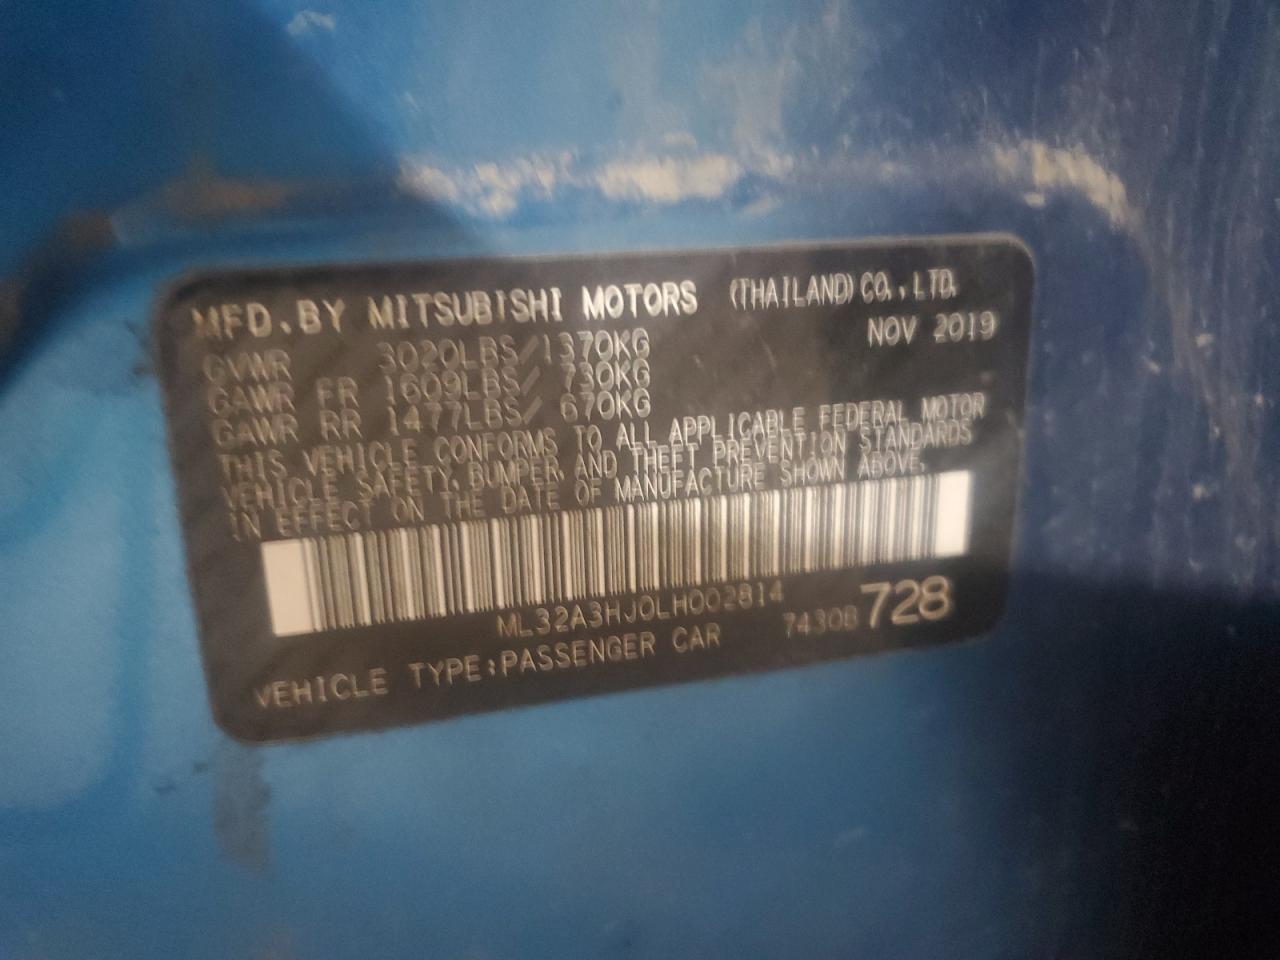 MFD.BY MITSUBISHI MOTORS (THAILAND) CO.,LTD.
GVWR 3020LBS/1370KG NOV 2019
GAWR FR 1609LBS/ 730KG
GAWR RR 1477LBS/ 670KG
THIS VEHICLE CONFORMS TO ALL APPLICABLE FEDERAL MOTOR
VEHICLE SAFETY, BUMPER, AND THEFT PREVENTION STANDARDS
IN EFFECT ON THE DATE OF MANUFACTURE SHOWN ABOVE.
ML32A3HJ0LH002814 7430B 728
VEHICLE TYPE:PASSENGER CAR